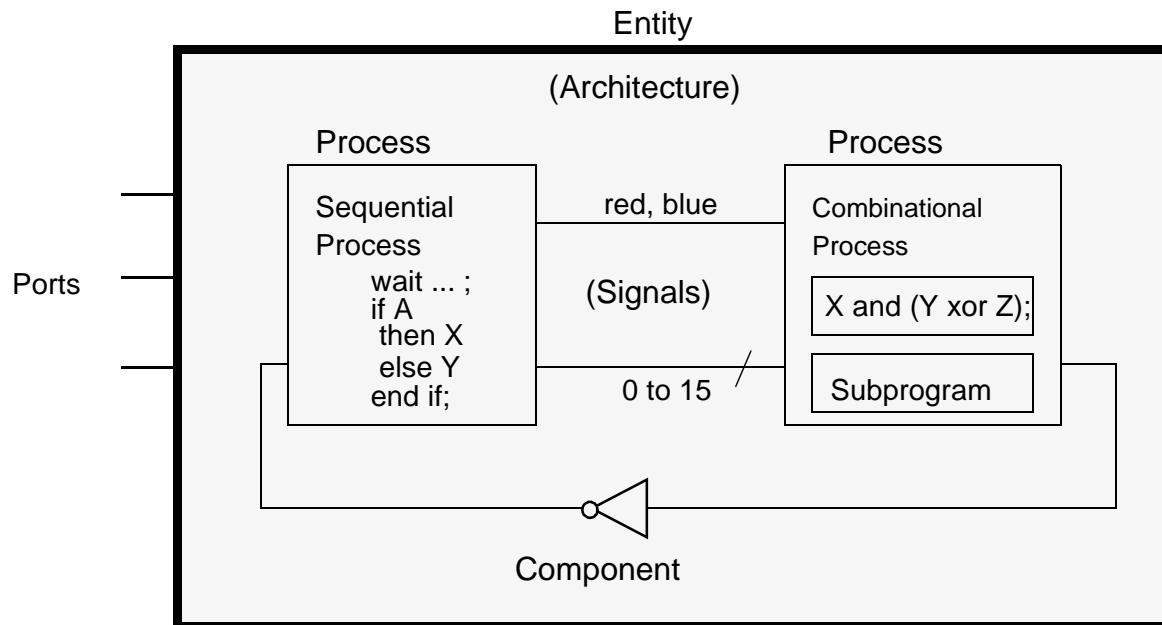 Entity
(Architecture)
Process
Process
Sequential
Process
wait ... ;
if A
then X
else Y
end if;
red, blue
(Signals)
0 to 15
Combinational
Process
X and (Y xor Z);
Subprogram
Ports
Component